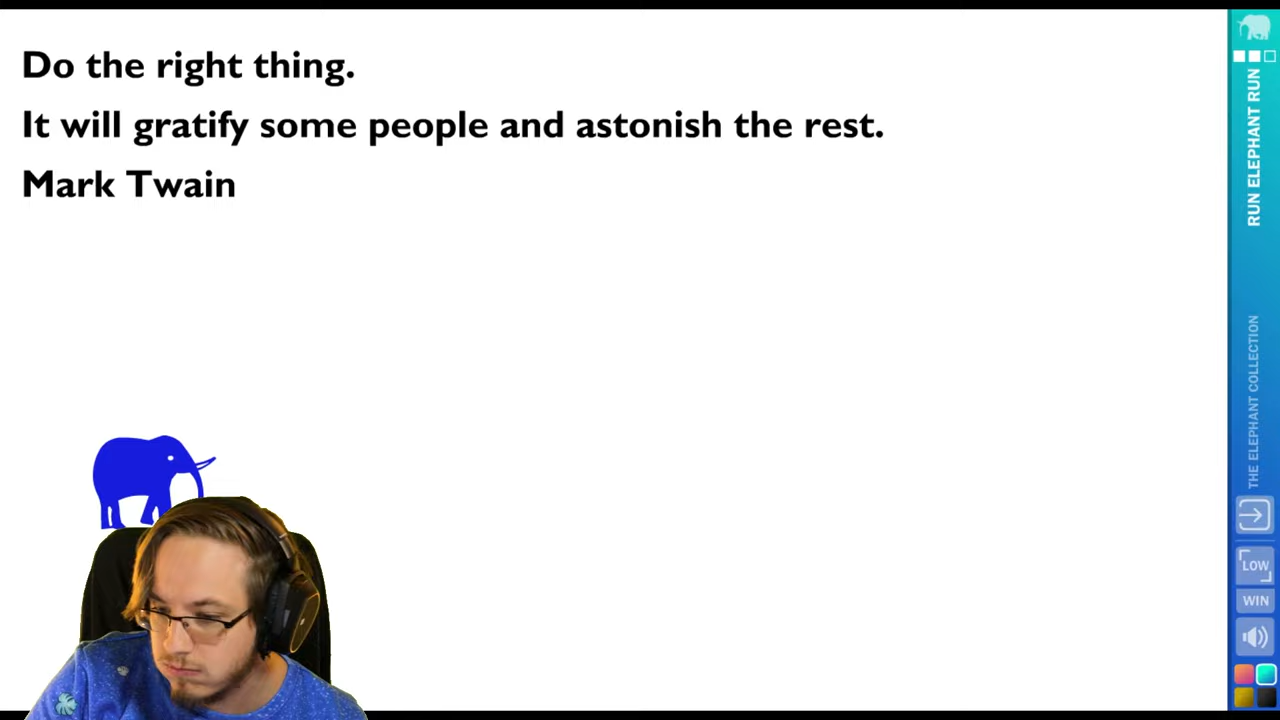 Do the right thing.
It will gratify some people and astonish the rest.
Mark Twain
RUN ELEPHANT RUN
THE ELEPHANT COLLECTION
LOW
WIN